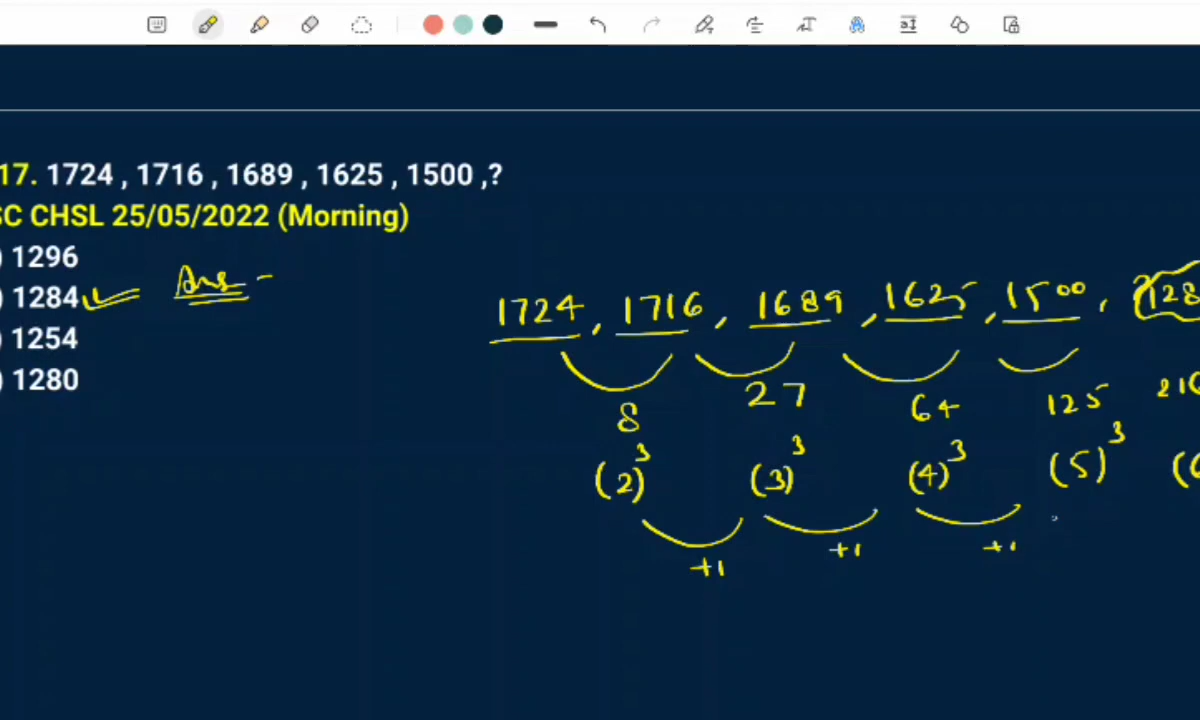 17. 1724 , 1716 , 1689 , 1625 , 1500 ,?
SC CHSL 25/05/2022 (Morning)
) 1296
) 1284
) 1254
) 1280
Ans -
1724, 1716, 1689, 1625, 1500, 128
8 27 64 125 216
(2)³ (3)³ (4)³ (5)³ (6
+1 +1 +1